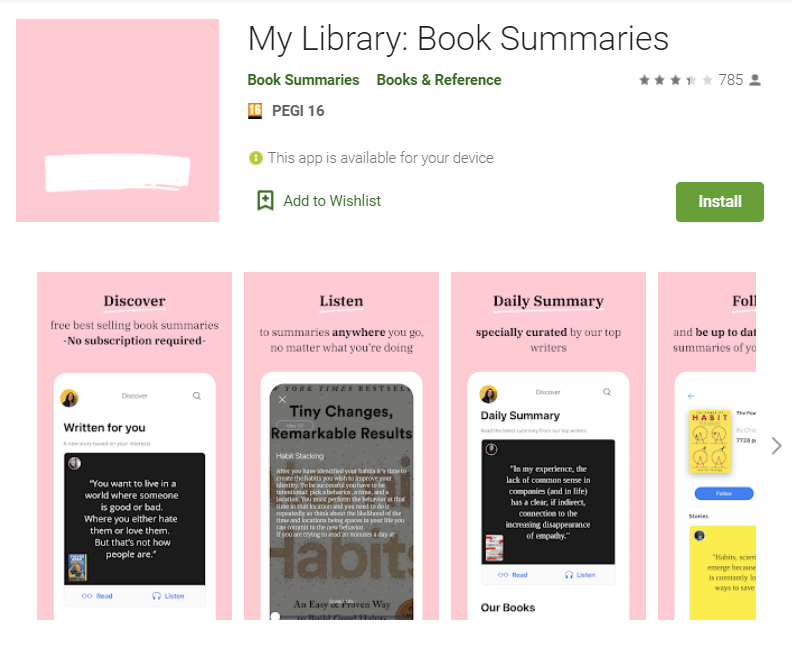 My Library: Book Summaries
Book Summaries Books & Reference
785
16 PEGI 16
This app is available for your device
Add to Wishlist
Install
Discover
free best selling book summaries
-No subscription required-
Discover
Written for you
A new story based on your interests
"You want to live in a
world where someone
is good or bad.
Where you either hate
them or love them.
But that's not how
people are."
Read Listen
Listen
to summaries anywhere you go,
no matter what you're doing
YORK TIMES BESTSEL
Tiny Changes,
Remarkable Results
Habit Stacking
After you have identified your habits it's time to
create the habits you wish to improve your
identity. To be successful you have to be
intentional: pick a behavior, a time, and a
location. You must perform the behavior at that
time in that location and you need to do it
repeatedly so think about the likelihood of the
time and locations being spaces in your life you
can commit to the new behavior.
If you are trying to read 20 minutes a day at
Habits
An Easy & Proven Way
to Build Good Habits
Daily Summary
specially curated by our top
writers
Discover
Daily Summary
Read the latest summary from our top writers
"In my experience, the
lack of common sense in
companies (and in life)
has a clear, if indirect,
connection to the
increasing disappearance
of empathy."
Read Listen
Our Books
Foll
and be up to dat
summaries of yo
HABIT
The Pow
By Cha
7728 p
Follow
Stories
"Habits, scien
emerge because
is constantly lo
ways to save